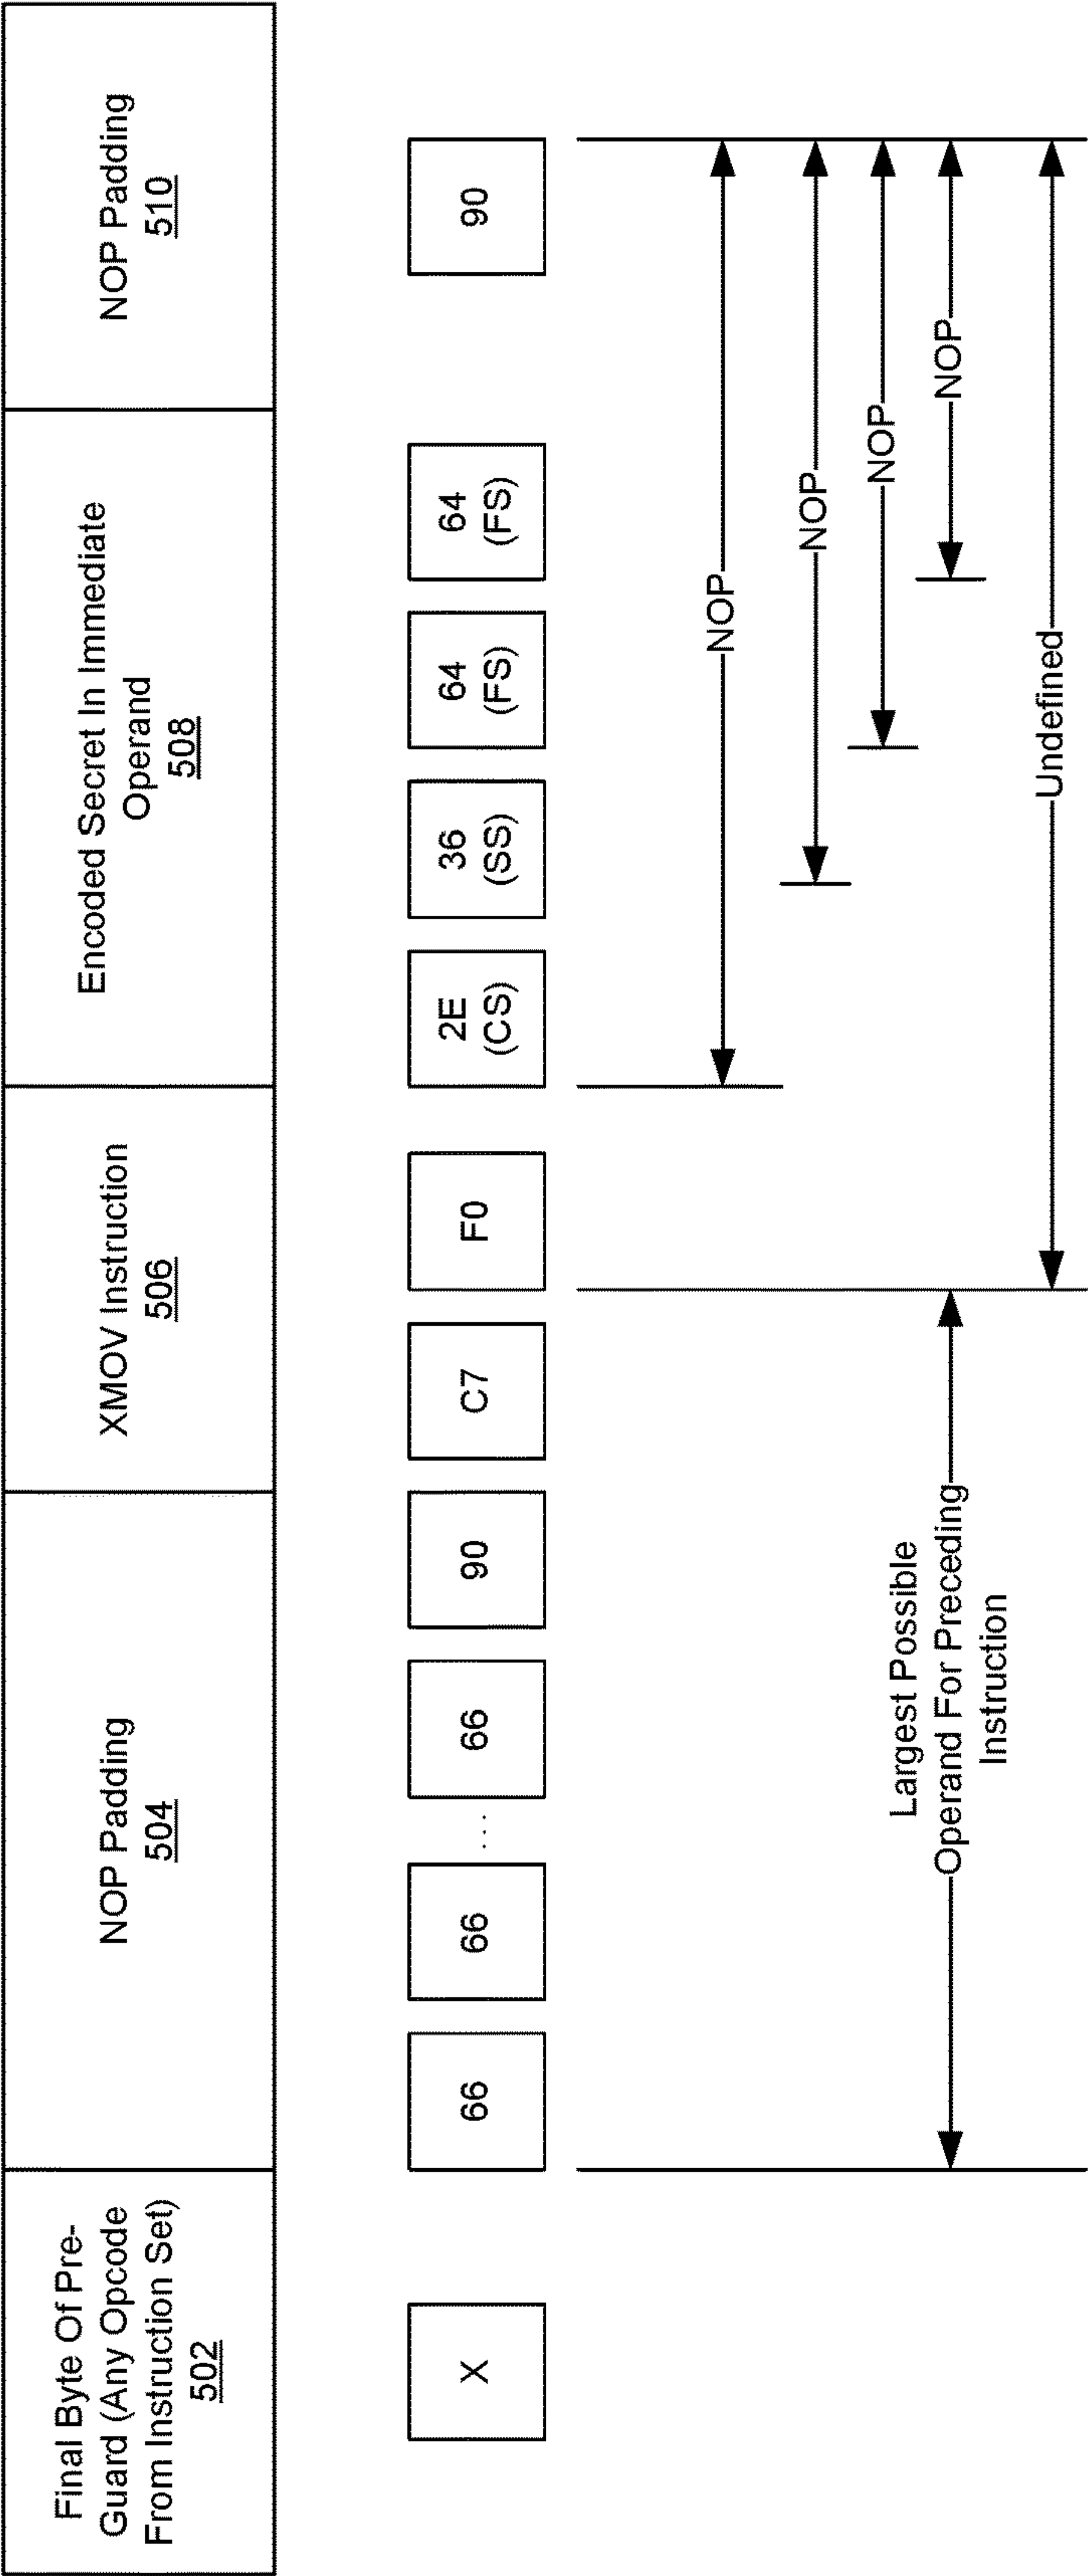 Final Byte Of Pre-
Guard (Any Opcode
From Instruction Set)
502
NOP Padding
504
XMOV Instruction
506
Encoded Secret In Immediate
Operand
508
NOP Padding
510
X
66
66
...
66
90
C7
F0
2E
(CS)
36
(SS)
64
(FS)
64
(FS)
90
NOP
NOP
NOP
NOP
Largest Possible
Operand For Preceding
Instruction
Undefined